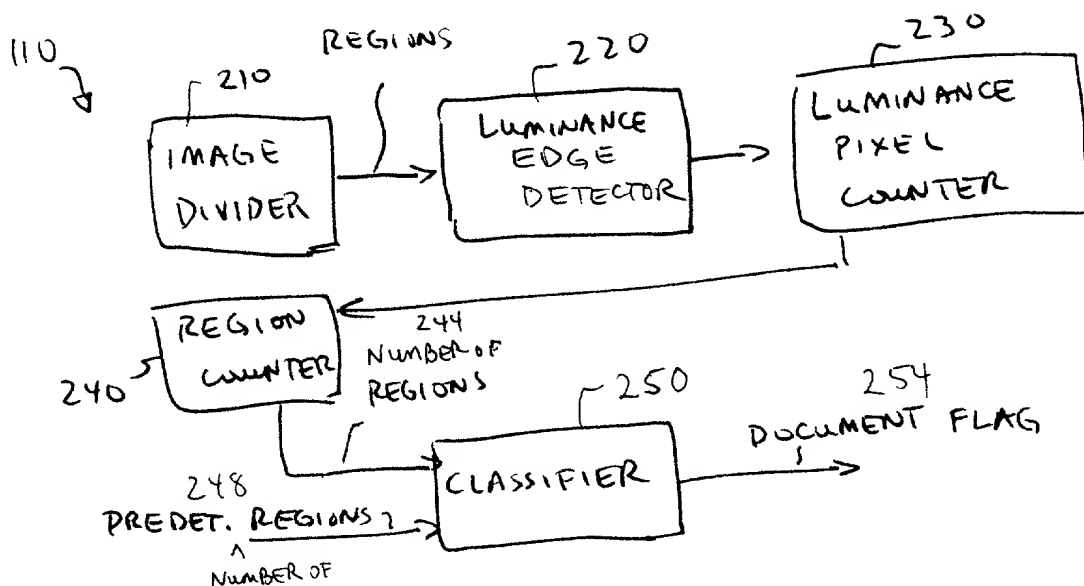 110
REGIONS
210
220
230
IMAGE
DIVIDER
LUMINANCE
EDGE
DETECTOR
LUMINANCE
PIXEL
COUNTER
REGION
COUNTER
240
244
NUMBER OF
REGIONS
250
CLASSIFIER
254
DOCUMENT FLAG
248
PREDET. REGIONS
^
NUMBER OF